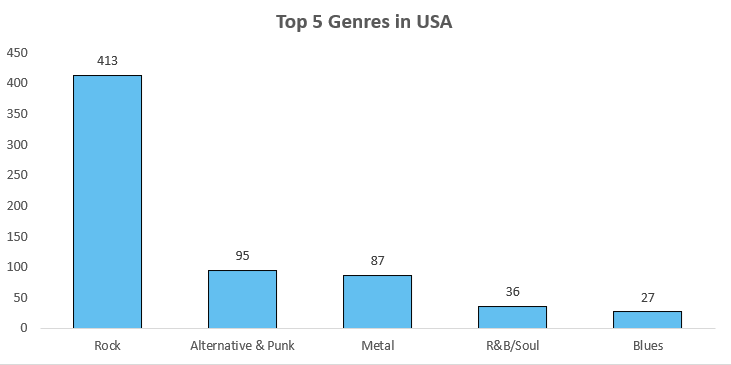 Top 5 Genres in USA
450
400
350
300
250
200
150
100
50
0
413
95
87
36
27
Rock
Alternative & Punk
Metal
R&B/Soul
Blues